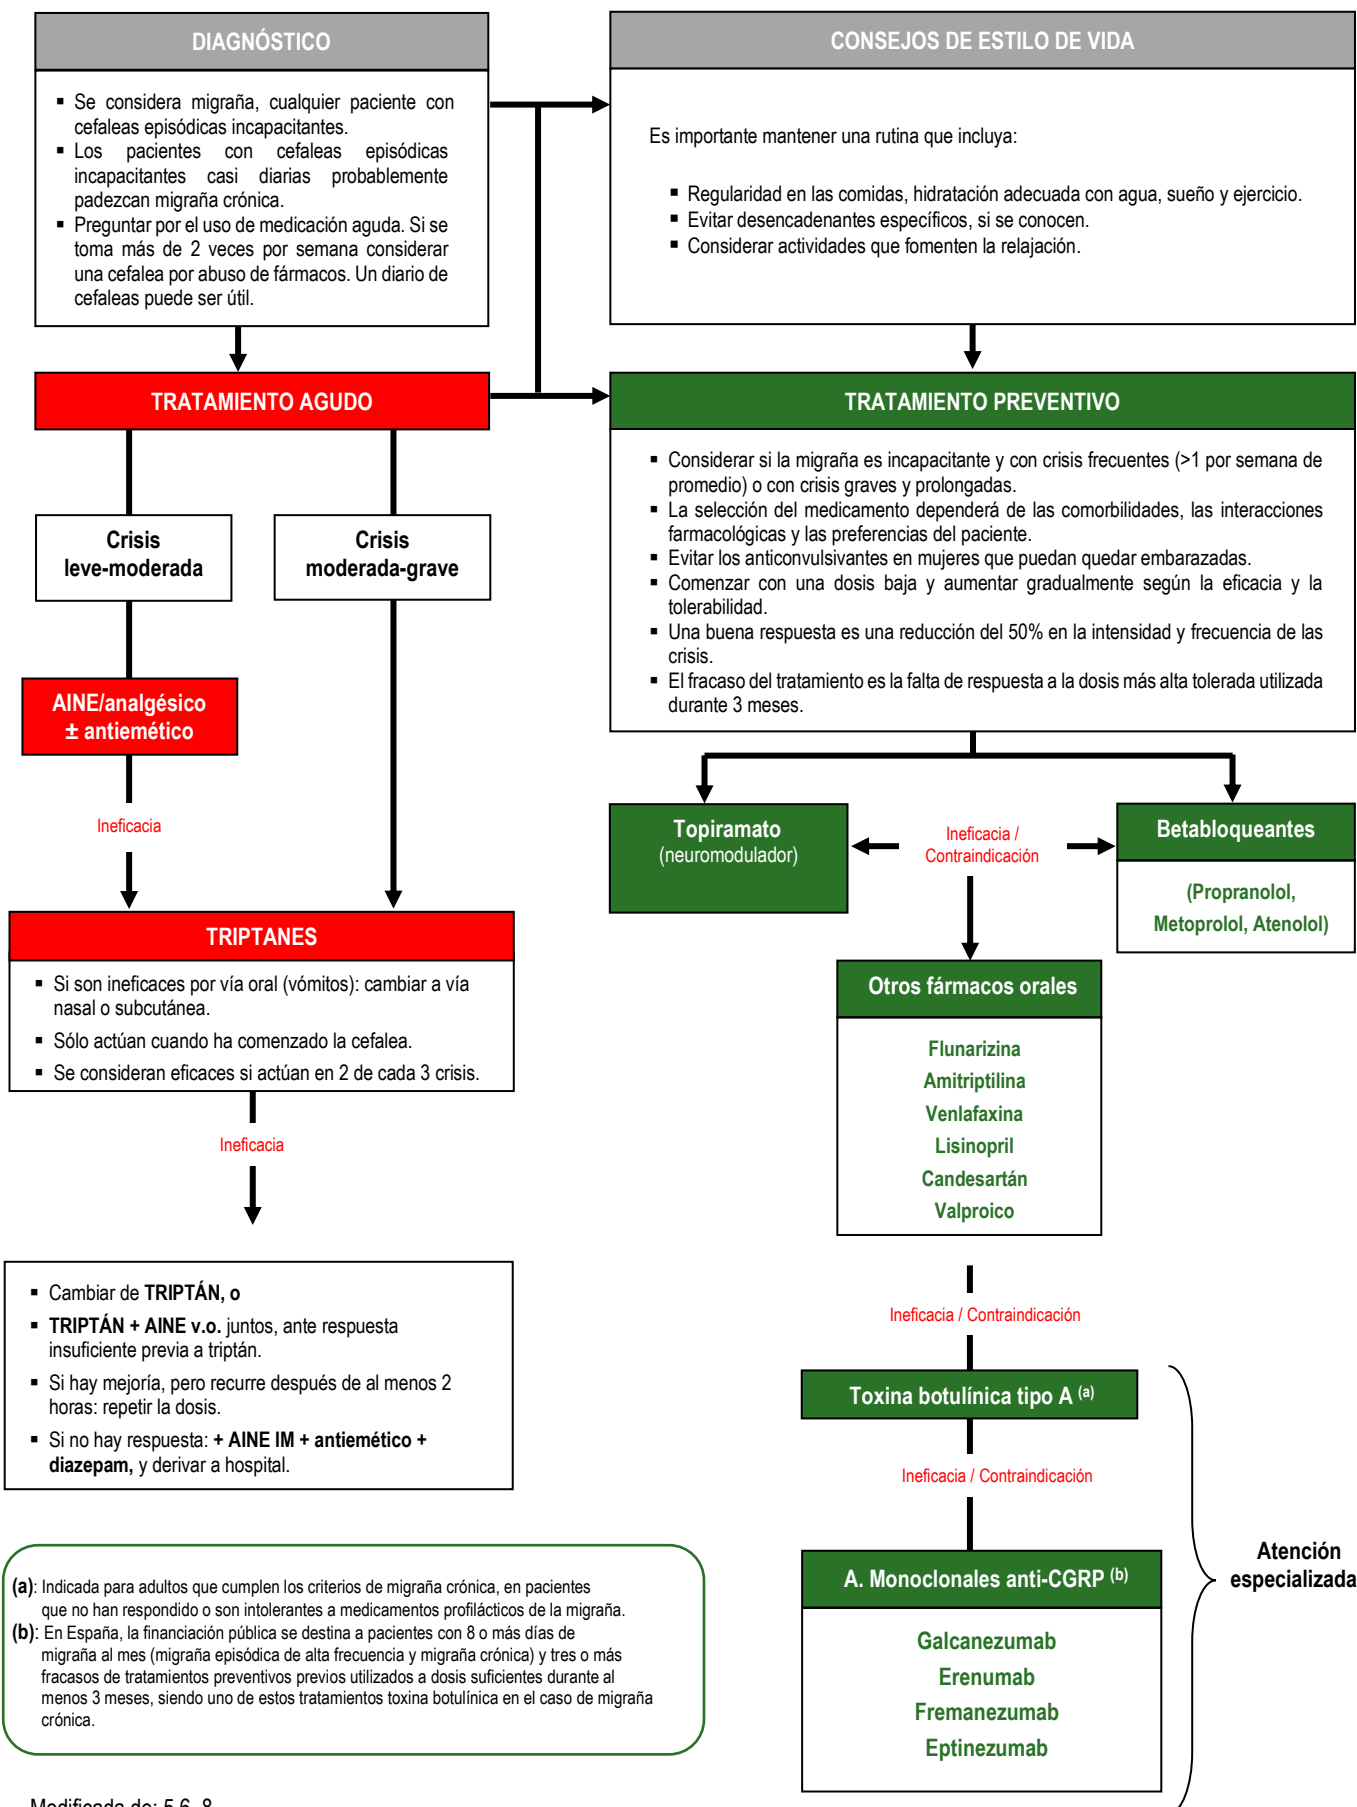 DIAGNÓSTICO
▪ Se considera migraña, cualquier paciente con
cefaleas episódicas incapacitantes.
▪ Los pacientes con cefaleas episódicas
incapacitantes casi diarias probablemente
padezcan migraña crónica.
▪ Preguntar por el uso de medicación aguda. Si se
toma más de 2 veces por semana considerar
una cefalea por abuso de fármacos. Un diario de
cefaleas puede ser útil.
CONSEJOS DE ESTILO DE VIDA
Es importante mantener una rutina que incluya:
▪ Regularidad en las comidas, hidratación adecuada con agua, sueño y ejercicio.
▪ Evitar desencadenantes específicos, si se conocen.
▪ Considerar actividades que fomenten la relajación.
TRATAMIENTO AGUDO
Crisis
leve-moderada
Crisis
moderada-grave
AINE/analgésico
± antiemético
Ineficacia
TRIPTANES
▪ Si son ineficaces por vía oral (vómitos): cambiar a vía
nasal o subcutánea.
▪ Sólo actúan cuando ha comenzado la cefalea.
▪ Se consideran eficaces si actúan en 2 de cada 3 crisis.
Ineficacia
▪ Cambiar de TRIPTÁN, o
▪ TRIPTÁN + AINE v.o. juntos, ante respuesta
insuficiente previa a triptán.
▪ Si hay mejoría, pero recurre después de al menos 2
horas: repetir la dosis.
▪ Si no hay respuesta: + AINE IM + antiemético +
diazepam, y derivar a hospital.
TRATAMIENTO PREVENTIVO
▪ Considerar si la migraña es incapacitante y con crisis frecuentes (>1 por semana de
promedio) o con crisis graves y prolongadas.
▪ La selección del medicamento dependerá de las comorbilidades, las interacciones
farmacológicas y las preferencias del paciente.
▪ Evitar los anticonvulsivantes en mujeres que puedan quedar embarazadas.
▪ Comenzar con una dosis baja y aumentar gradualmente según la eficacia y la
tolerabilidad.
▪ Una buena respuesta es una reducción del 50% en la intensidad y frecuencia de las
crisis.
▪ El fracaso del tratamiento es la falta de respuesta a la dosis más alta tolerada utilizada
durante 3 meses.
Topiramato
(neuromodulador)
Ineficacia /
Contraindicación
Betabloqueantes
(Propranolol,
Metoprolol, Atenolol)
Otros fármacos orales
Flunarizina
Amitriptilina
Venlafaxina
Lisinopril
Candesartán
Valproico
Ineficacia / Contraindicación
Toxina botulínica tipo A (a)
Ineficacia / Contraindicación
A. Monoclonales anti-CGRP (b)
Galcanezumab
Erenumab
Fremanezumab
Eptinezumab
Atención
especializada
(a): Indicada para adultos que cumplen los criterios de migraña crónica, en pacientes
que no han respondido o son intolerantes a medicamentos profilácticos de la migraña.
(b): En España, la financiación pública se destina a pacientes con 8 o más días de
migraña al mes (migraña episódica de alta frecuencia y migraña crónica) y tres o más
fracasos de tratamientos preventivos previos utilizados a dosis suficientes durante al
menos 3 meses, siendo uno de estos tratamientos toxina botulínica en el caso de migraña
crónica.
Modificada de: